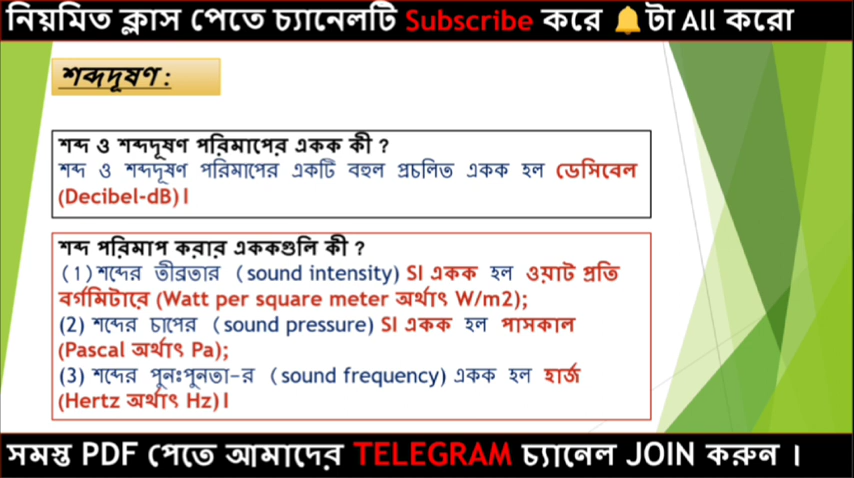 নিয়মিত ক্লাস পেতে চ্যানেলটি Subscribe করে 🔔টা All করো
শব্দদূষণ :
শব্দ ও শব্দদূষণ পরিমাপের একক কী ?
শব্দ ও শব্দদূষণ পরিমাপের একটি বহুল প্রচলিত একক হল ডেসিবেল
(Decibel-dB)।
শব্দ পরিমাপ করার এককগুলি কী ?
(1) শব্দের তীব্রতার (sound intensity) SI একক হল ওয়াট প্রতি
বর্গমিটারে (Watt per square meter অর্থাৎ W/m2);
(2) শব্দের চাপের (sound pressure) SI একক হল পাসকাল
(Pascal অর্থাৎ Pa);
(3) শব্দের পুনঃপুনতা-র (sound frequency) একক হল হার্জ
(Hertz অর্থাৎ Hz)।
সমস্ত PDF পেতে আমাদের TELEGRAM চ্যানেল JOIN করুন ।